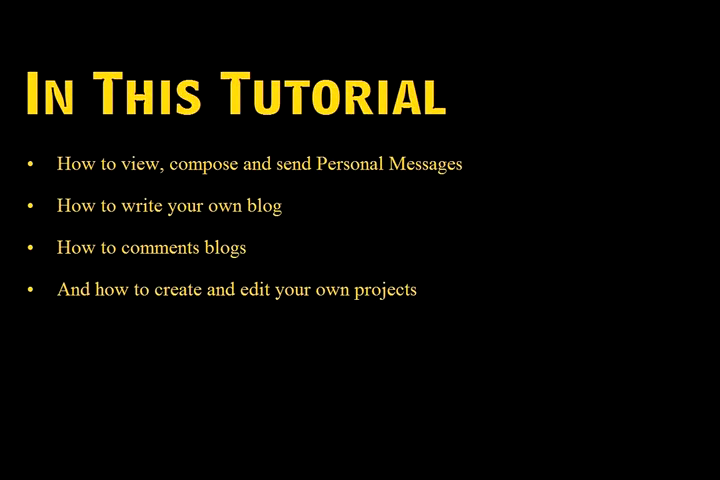 In This Tutorial
• How to view, compose and send Personal Messages
• How to write your own blog
• How to comments blogs
• And how to create and edit your own projects